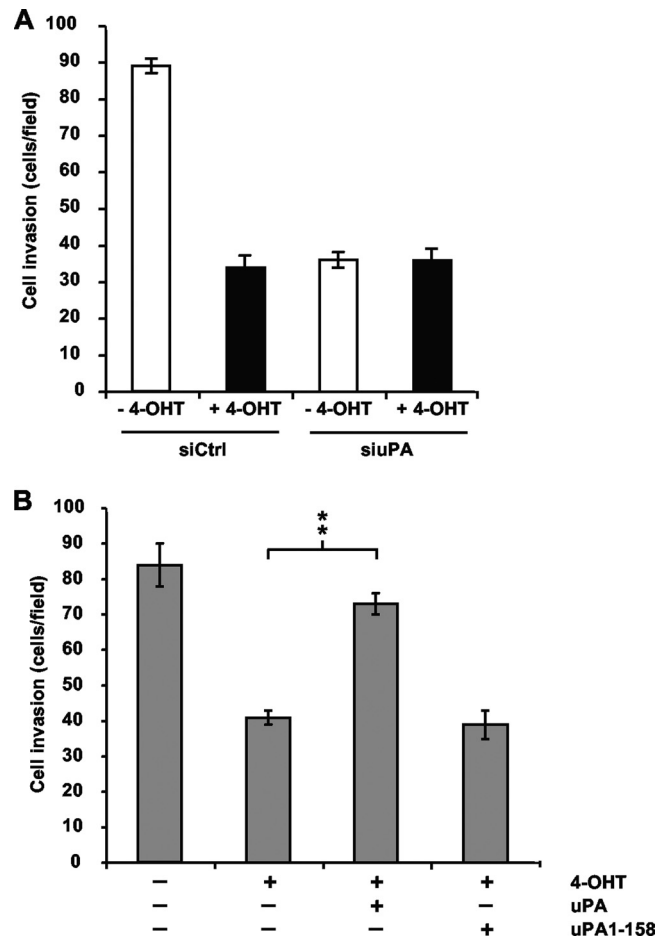 A
Cell invasion (cells/field)
100
90
80
70
60
50
40
30
20
10
0
- 4-OHT + 4-OHT - 4-OHT + 4-OHT
siCtrl siuPA
B
Cell invasion (cells/field)
100
90
80
70
60
50
40
30
20
10
0
**
– + + + 4-OHT
– – + – uPA
– – – + uPA1-158